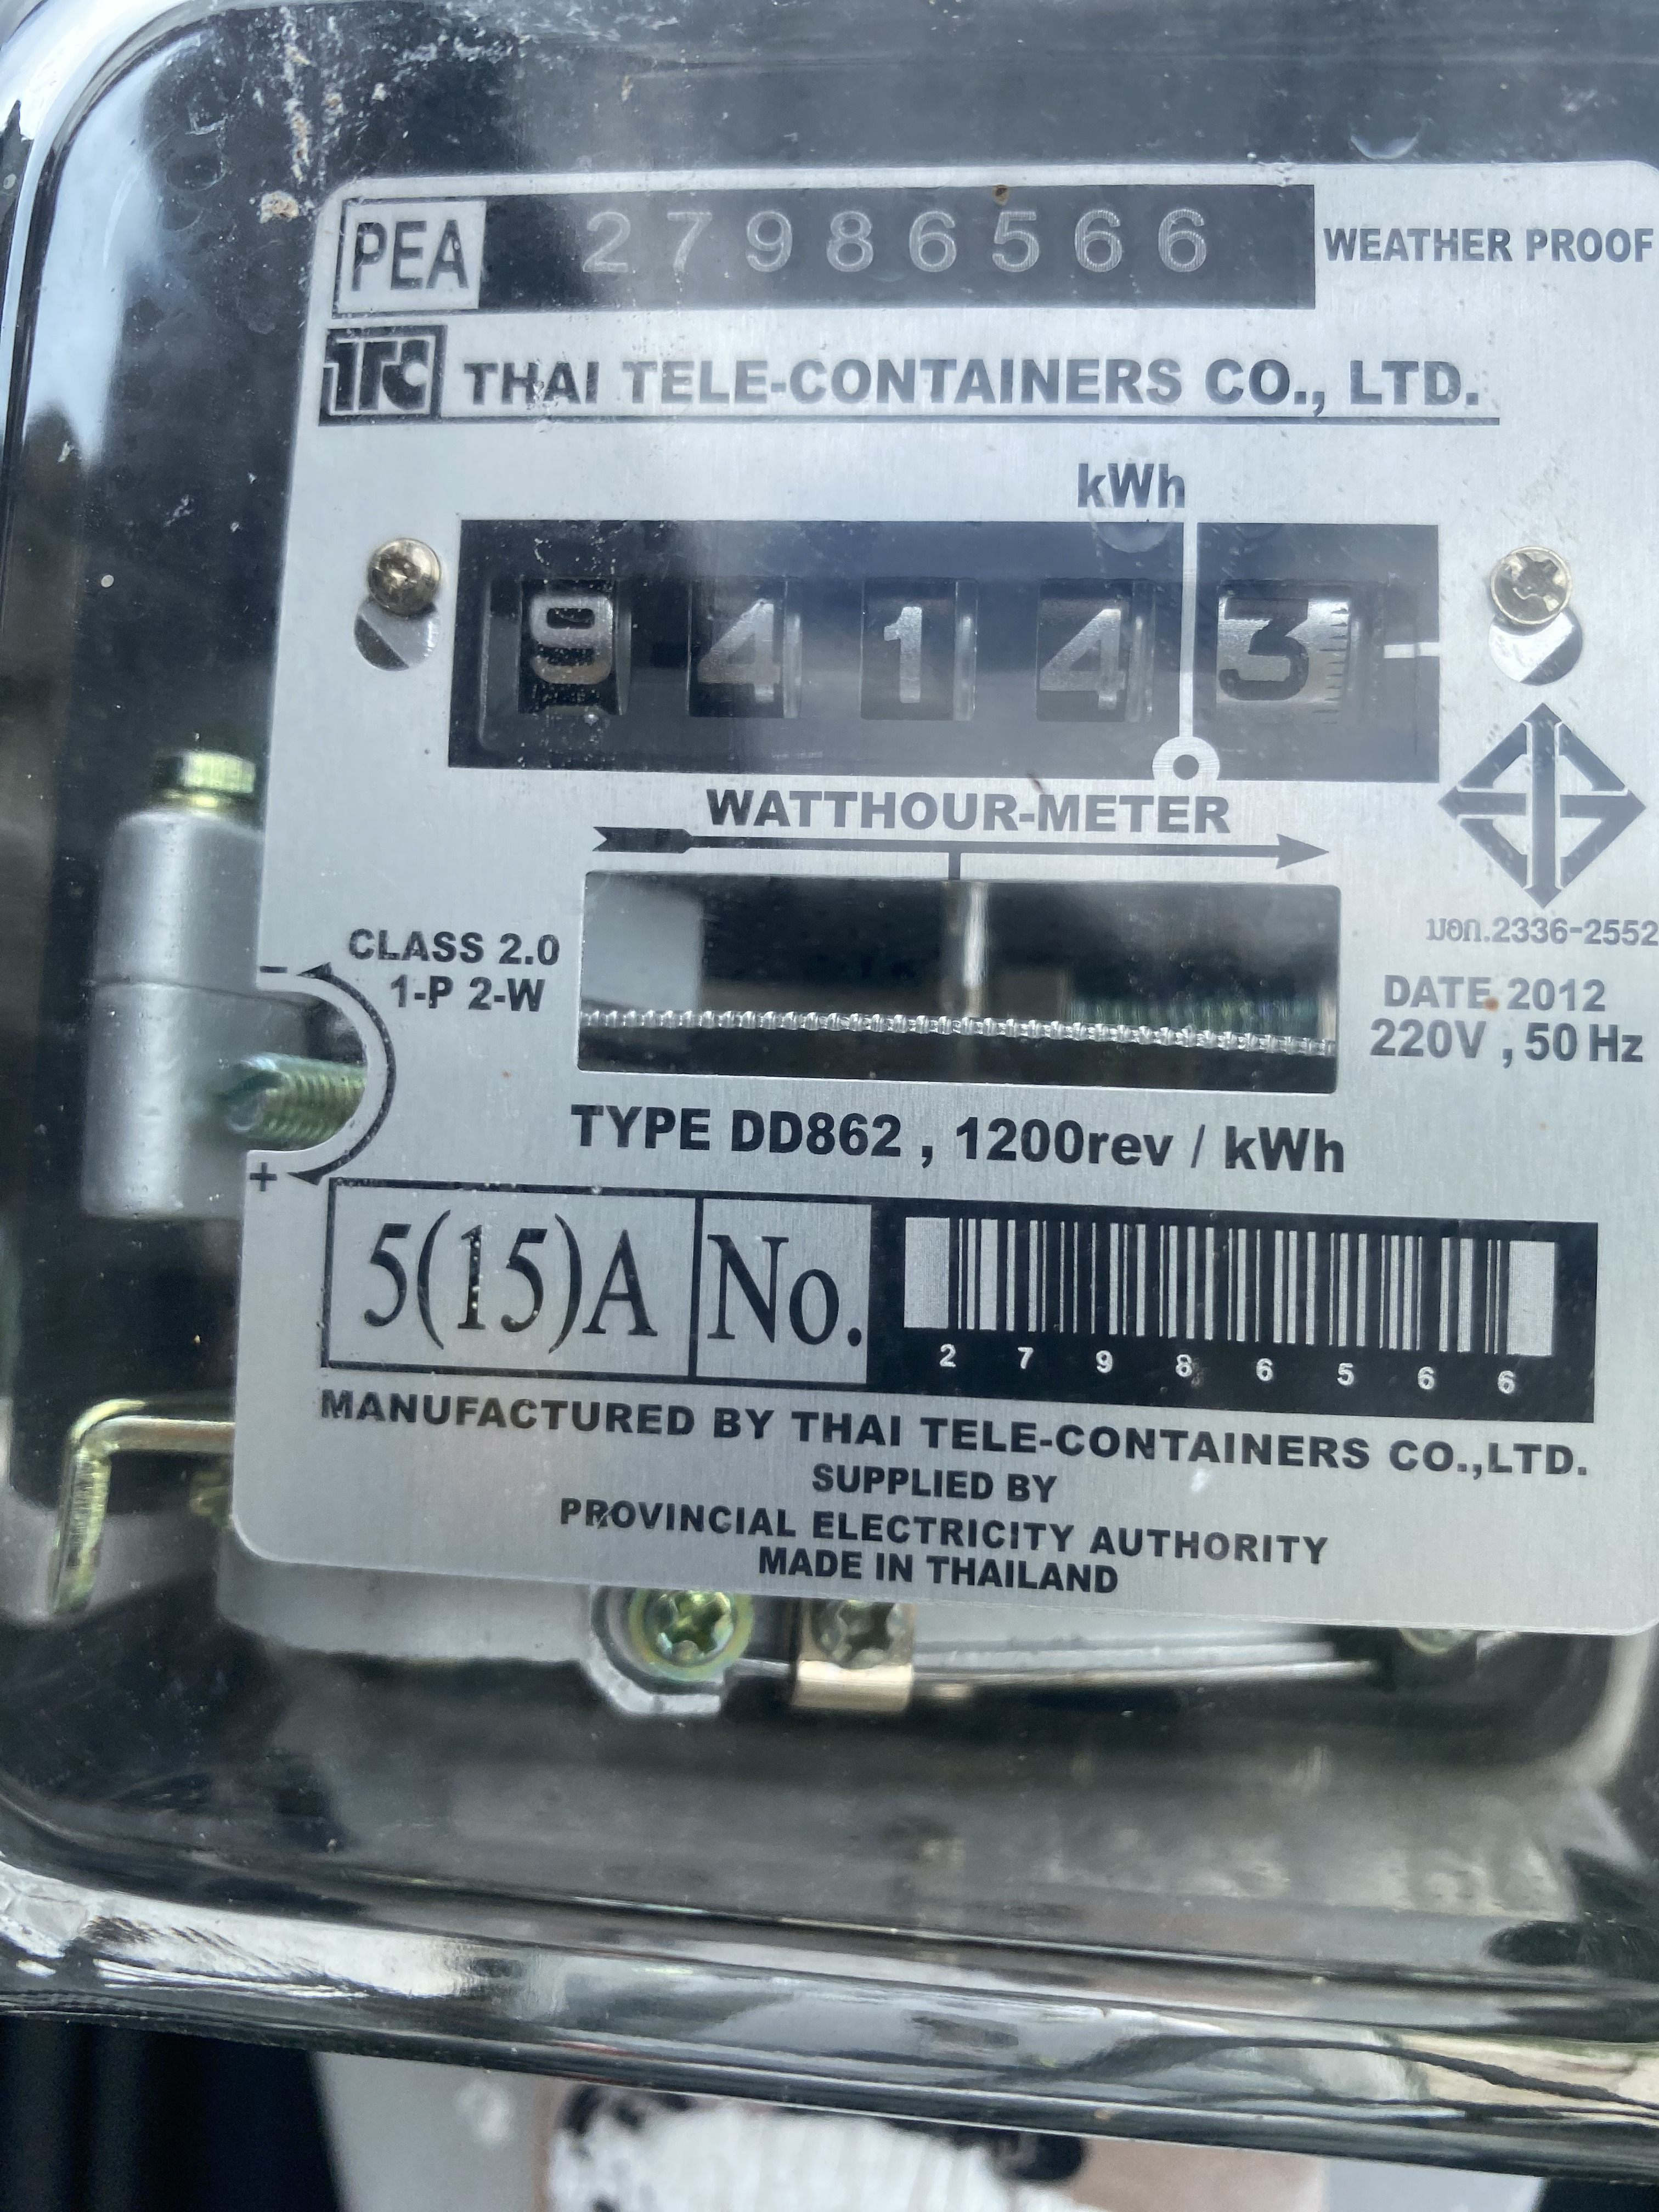 PEA 27986566 WEATHER PROOF
TTC THAI TELE-CONTAINERS CO., LTD.
kWh
9 4 1 4 3
WATTHOUR-METER
มอก.2336-2552
CLASS 2.0
1-P 2-W
DATE 2012
220V , 50 Hz
-
+
TYPE DD862 , 1200rev / kWh
5(15)A No.
2 7 9 8 6 5 6 6
MANUFACTURED BY THAI TELE-CONTAINERS CO.,LTD.
SUPPLIED BY
PROVINCIAL ELECTRICITY AUTHORITY
MADE IN THAILAND